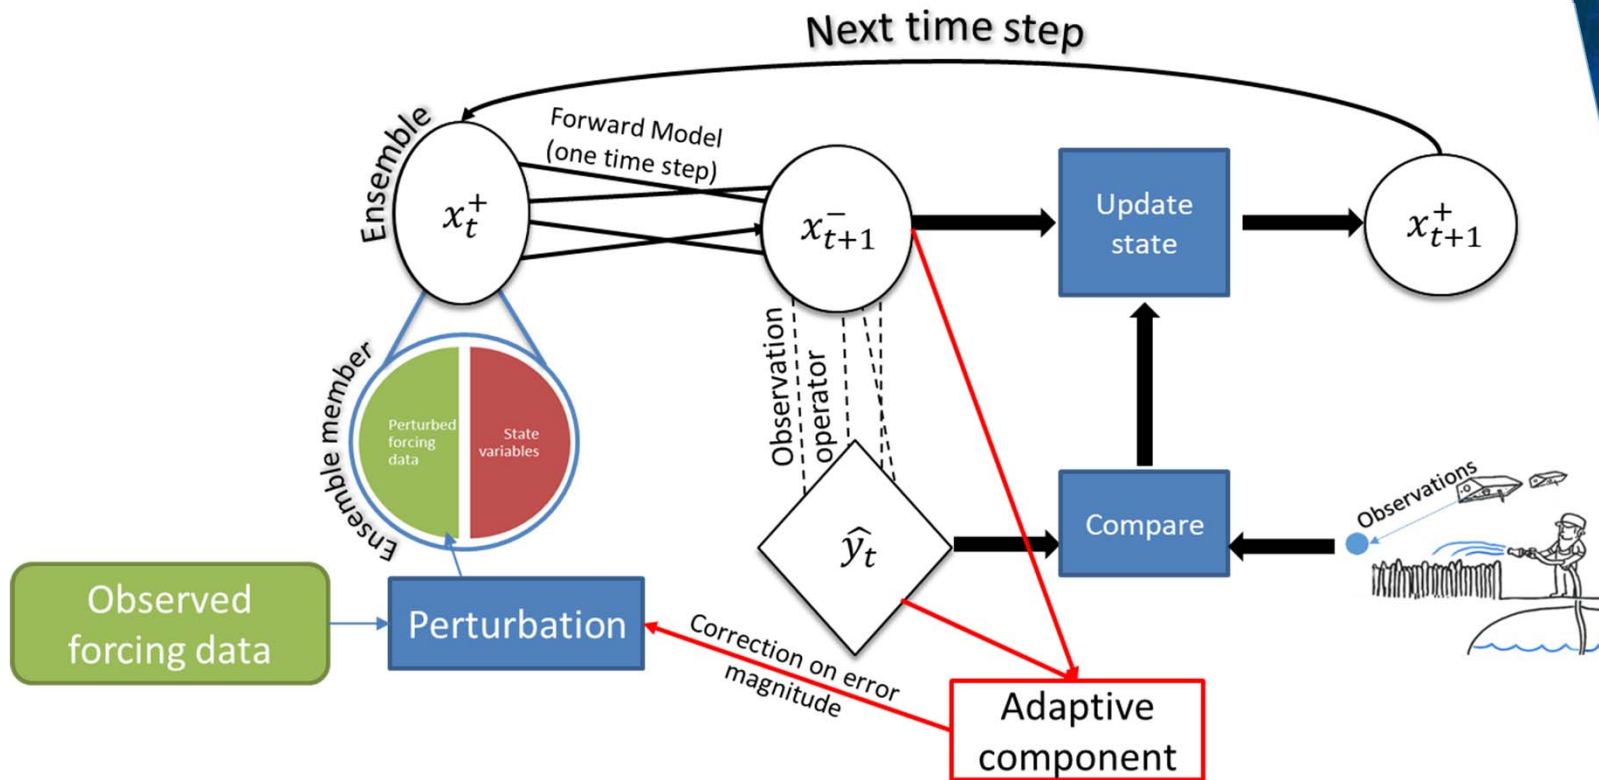 Next time step
Ensemble
Forward Model
(one time step)
x_t^+
x_{t+1}^-
Update
state
x_{t+1}^+
Ensemble member
Perturbed
forcing
data
State
variables
Observation
operator
Observations
ŷ_t
Compare
Observed
forcing data
Perturbation
Correction on error
magnitude
Adaptive
component